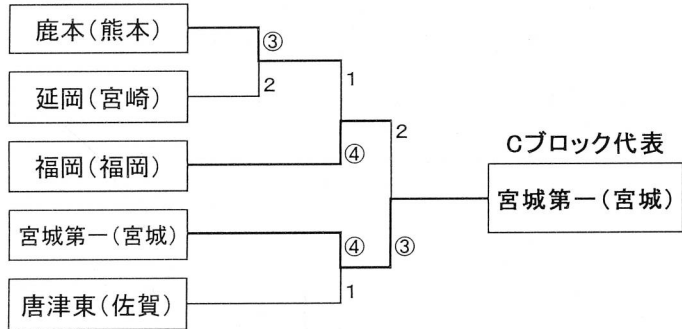 鹿本(熊本)
③
1
延岡(宮崎)
2
2
福岡(福岡)
④
Cブロック代表
宮城第一(宮城)
宮城第一(宮城)
④
③
唐津東(佐賀)
1